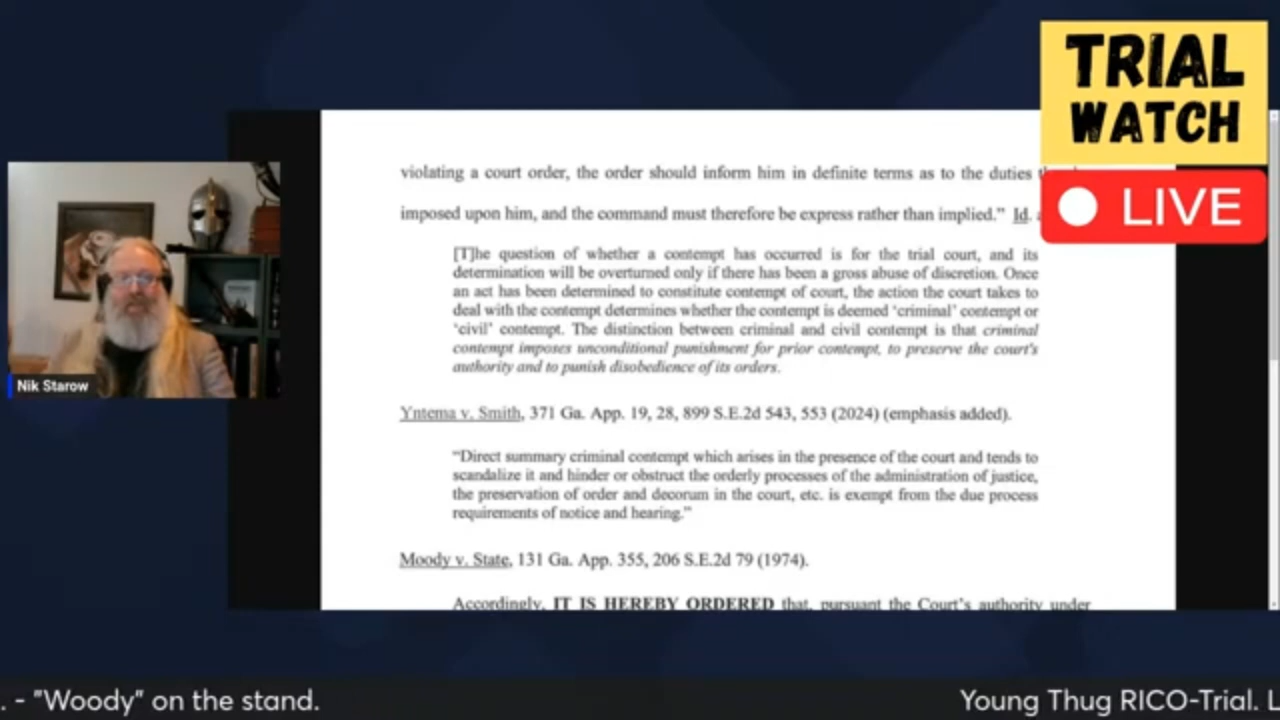 TRIAL
WATCH
LIVE
violating a court order, the order should inform him in definite terms as to the duties
imposed upon him, and the command must therefore be express rather than implied.” Id.
[T]he question of whether a contempt has occurred is for the trial court, and its
determination will be overturned only if there has been a gross abuse of discretion. Once
an act has been determined to constitute contempt of court, the action the court takes to
deal with the contempt determines whether the contempt is deemed ‘criminal’ contempt or
‘civil’ contempt. The distinction between criminal and civil contempt is that criminal
contempt imposes unconditional punishment for prior contempt, to preserve the court's
authority and to punish disobedience of its orders.
Yntema v. Smith, 371 Ga. App. 19, 28, 899 S.E.2d 543, 553 (2024) (emphasis added).
“Direct summary criminal contempt which arises in the presence of the court and tends to
scandalize it and hinder or obstruct the orderly processes of the administration of justice,
the preservation of order and decorum in the court, etc. is exempt from the due process
requirements of notice and hearing.”
Moody v. State, 131 Ga. App. 355, 206 S.E.2d 79 (1974).
Accordingly, IT IS HEREBY ORDERED that, pursuant the Court’s authority under
Nik Starow
. - "Woody" on the stand.
Young Thug RICO-Trial. L